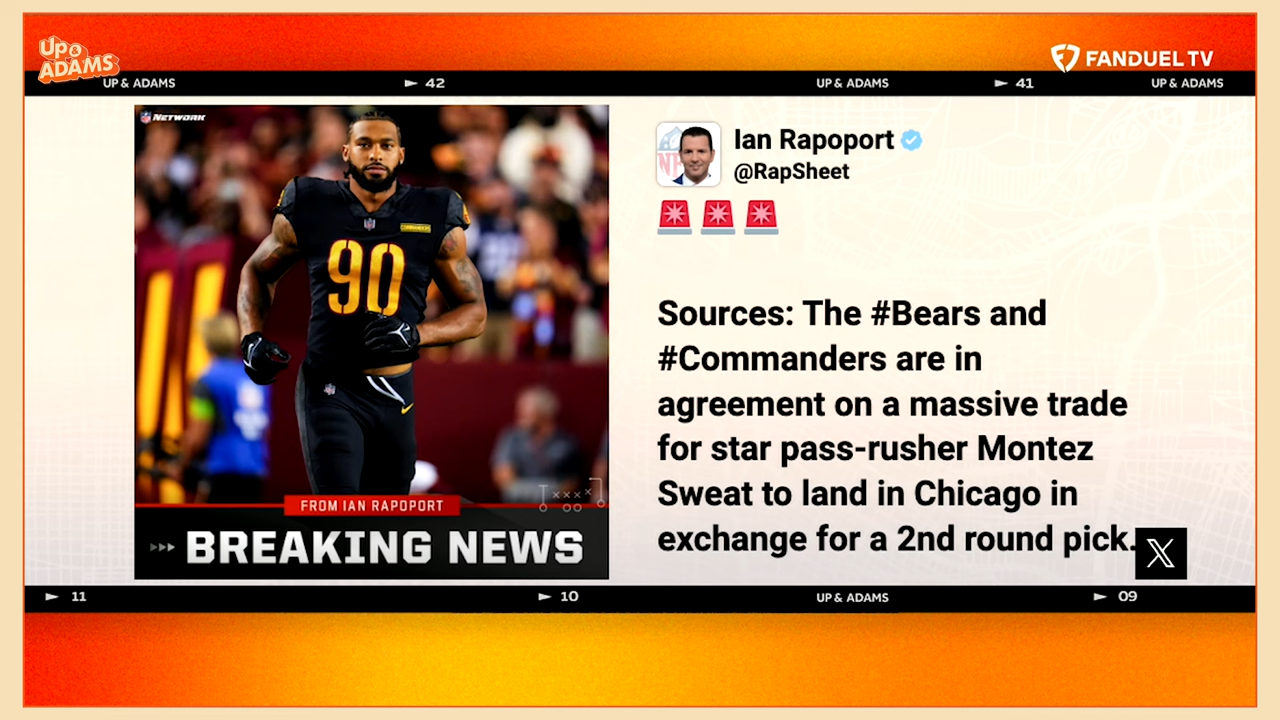 Up &
ADAMS
FANDUEL TV
UP & ADAMS
42
UP & ADAMS
41
UP & ADAMS
NFL NETWORK
90
COMMANDERS
Ian Rapoport
@RapSheet
Sources: The #Bears and
#Commanders are in
agreement on a massive trade
for star pass-rusher Montez
Sweat to land in Chicago in
exchange for a 2nd round pick.
X
FROM IAN RAPOPORT
BREAKING NEWS
11
10
UP & ADAMS
09